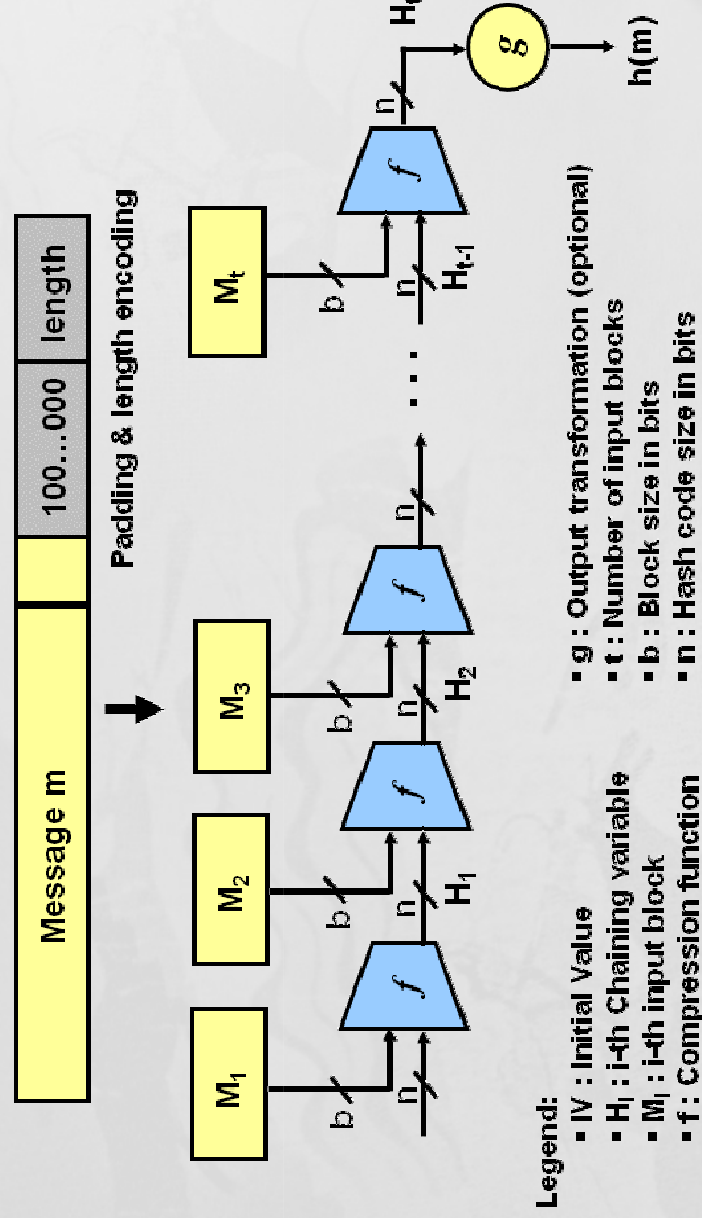 Message m
100...000
length
Padding & length encoding
M1
M2
M3
Mt
b
b
b
b
n
f
n
H1
f
n
H2
f
n
...
n
Ht-1
f
n
g
h(m)
Legend:
▪ IV : Initial Value
▪ Hi : i-th Chaining variable
▪ Mi : i-th input block
▪ f : Compression function
▪ g : Output transformation (optional)
▪ t : Number of input blocks
▪ b : Block size in bits
▪ n : Hash code size in bits